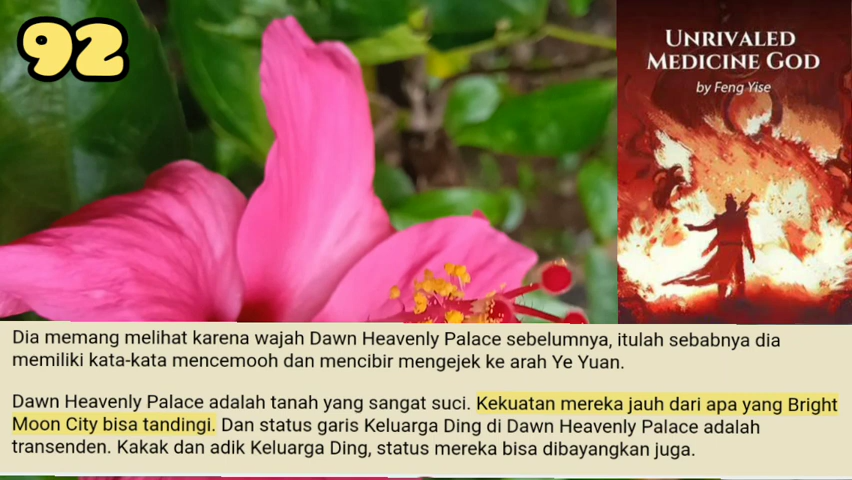 92
UNRIVALED
MEDICINE GOD
by Feng Yise
Dia memang melihat karena wajah Dawn Heavenly Palace sebelumnya, itulah sebabnya dia
memiliki kata-kata mencemooh dan mencibir mengejek ke arah Ye Yuan.
Dawn Heavenly Palace adalah tanah yang sangat suci. Kekuatan mereka jauh dari apa yang Bright
Moon City bisa tandingi. Dan status garis Keluarga Ding di Dawn Heavenly Palace adalah
transenden. Kakak dan adik Keluarga Ding, status mereka bisa dibayangkan juga.